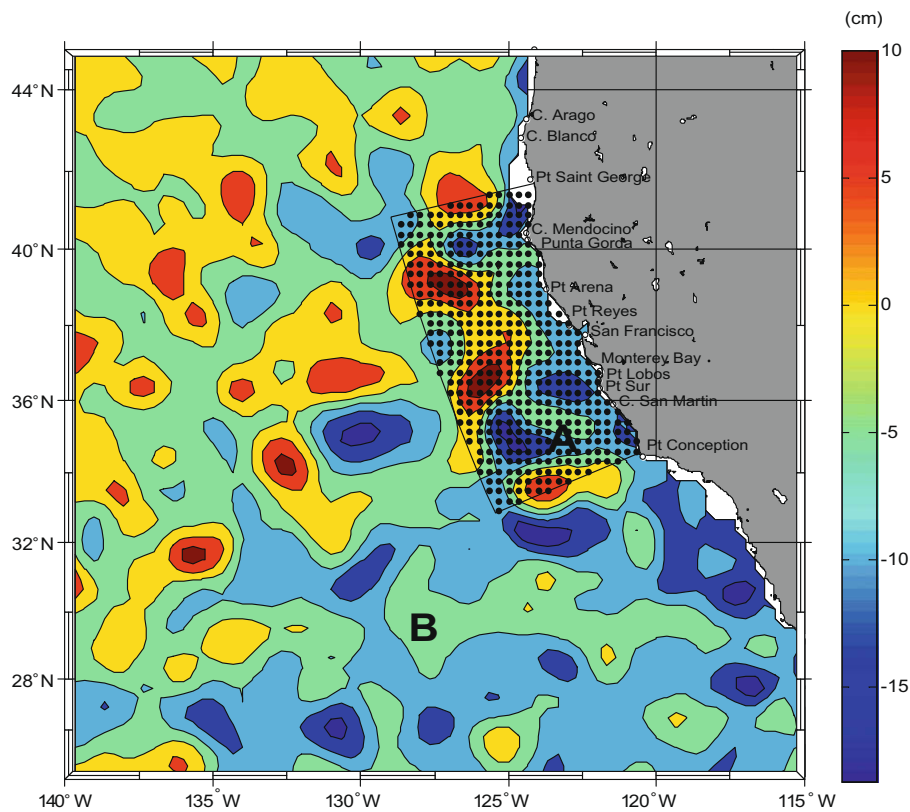 (cm)
10
5
0
-5
-10
-15
44°N
40°N
36°N
32°N
28°N
C. Arago
C. Blanco
Pt Saint George
C. Mendocino
Punta Gorda
Pt Arena
Pt Reyes
San Francisco
Monterey Bay
Pt Lobos
Pt Sur
C. San Martin
A
Pt Conception
B
140°W
135°W
130°W
125°W
120°W
115°W